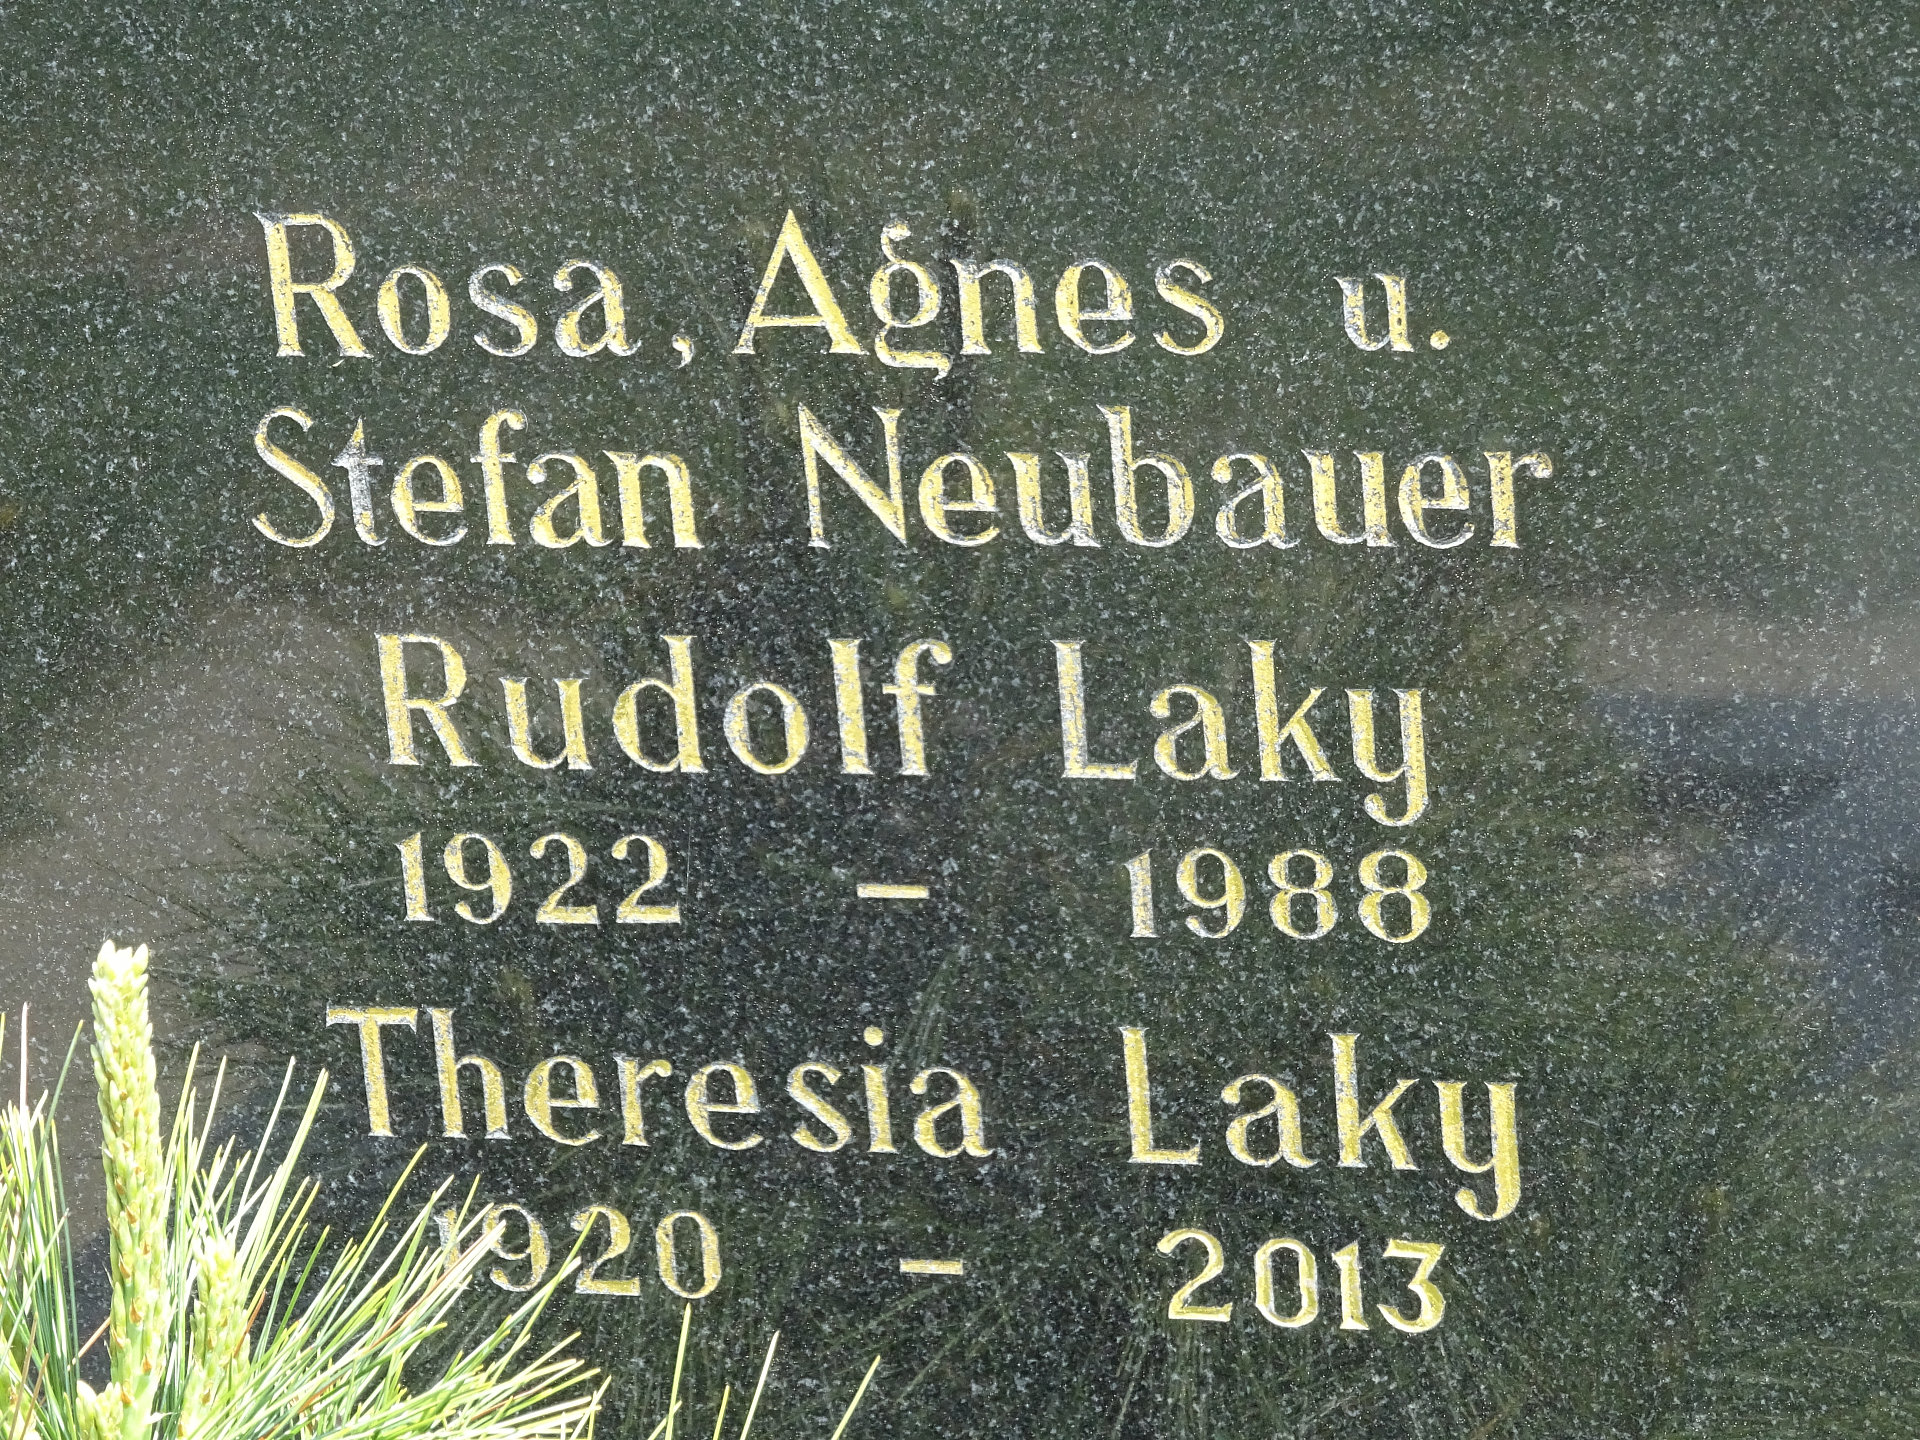 Rosa, Agnes u.
Stefan Neubauer
Rudolf Laky
1922 – 1988
Theresia Laky
1920 – 2013